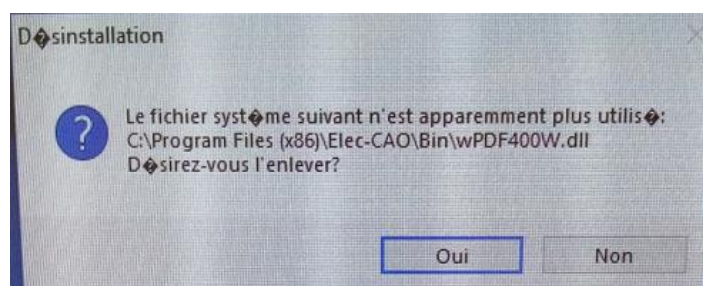 D�sinstallation
Le fichier syst�me suivant n'est apparemment plus utilis�:
C:\Program Files (x86)\Elec-CAO\Bin\wPDF400W.dll
D�sirez-vous l'enlever?
Oui Non